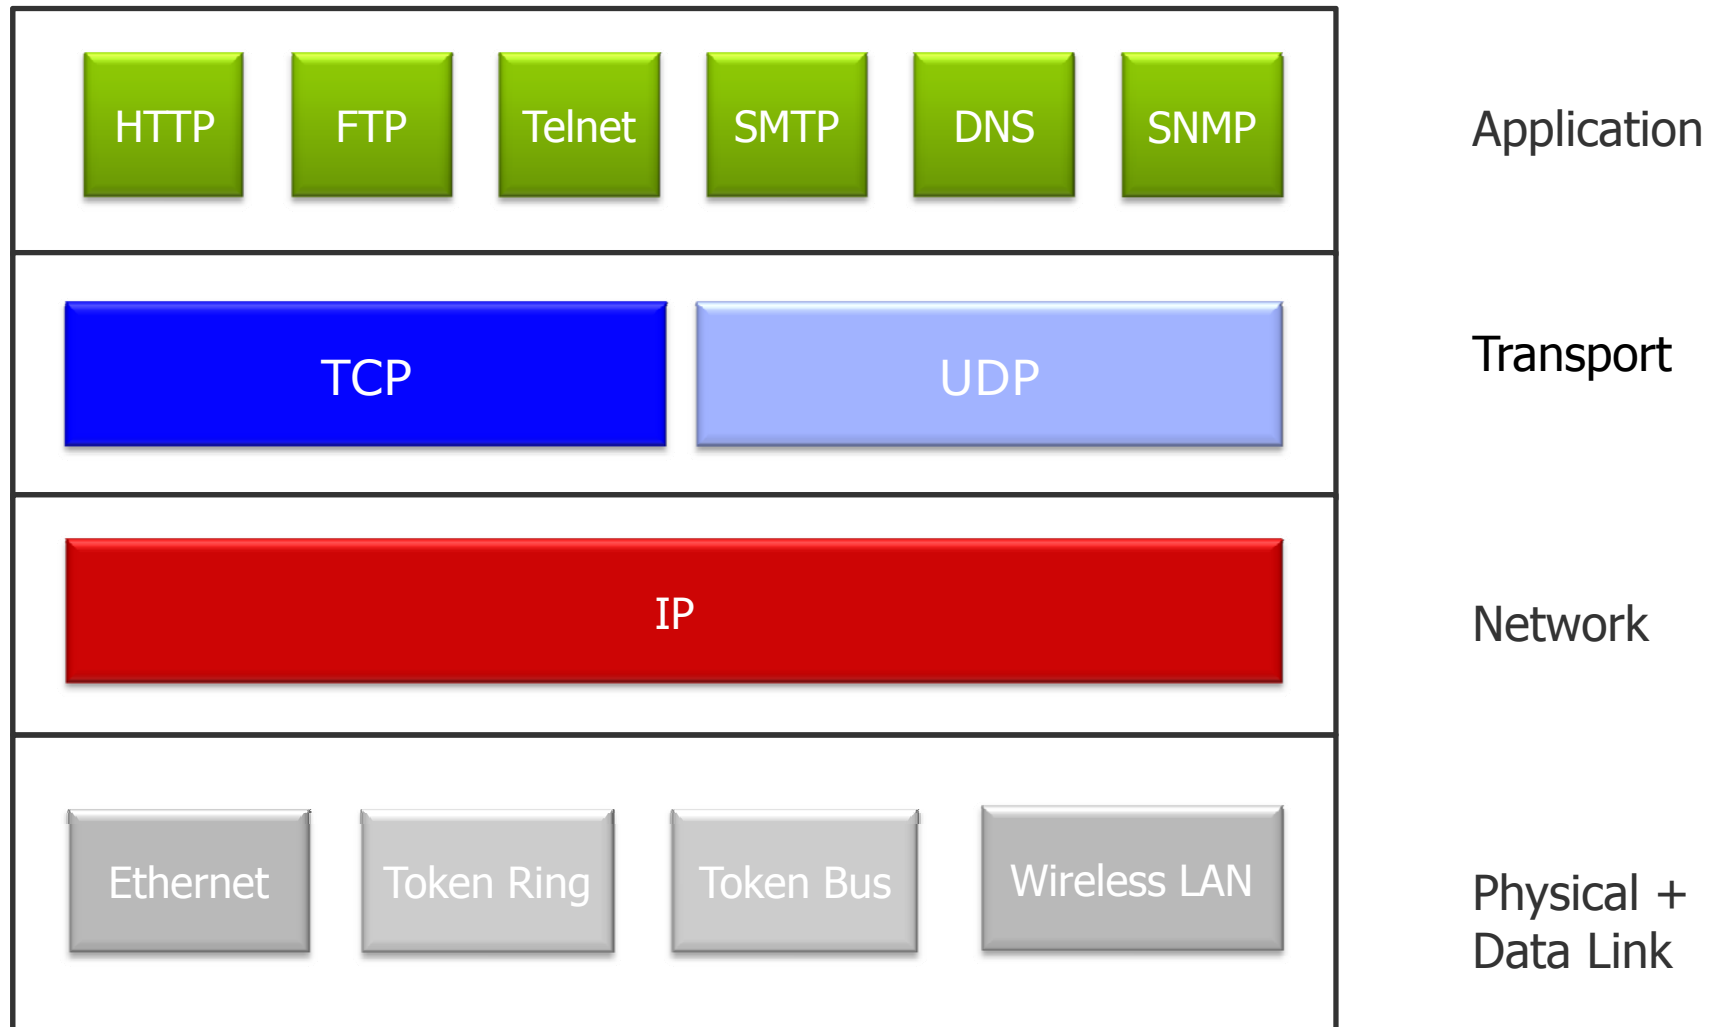 HTTP FTP Telnet SMTP DNS SNMP Application
TCP UDP Transport
IP Network
Ethernet Token Ring Token Bus Wireless LAN Physical +
Data Link